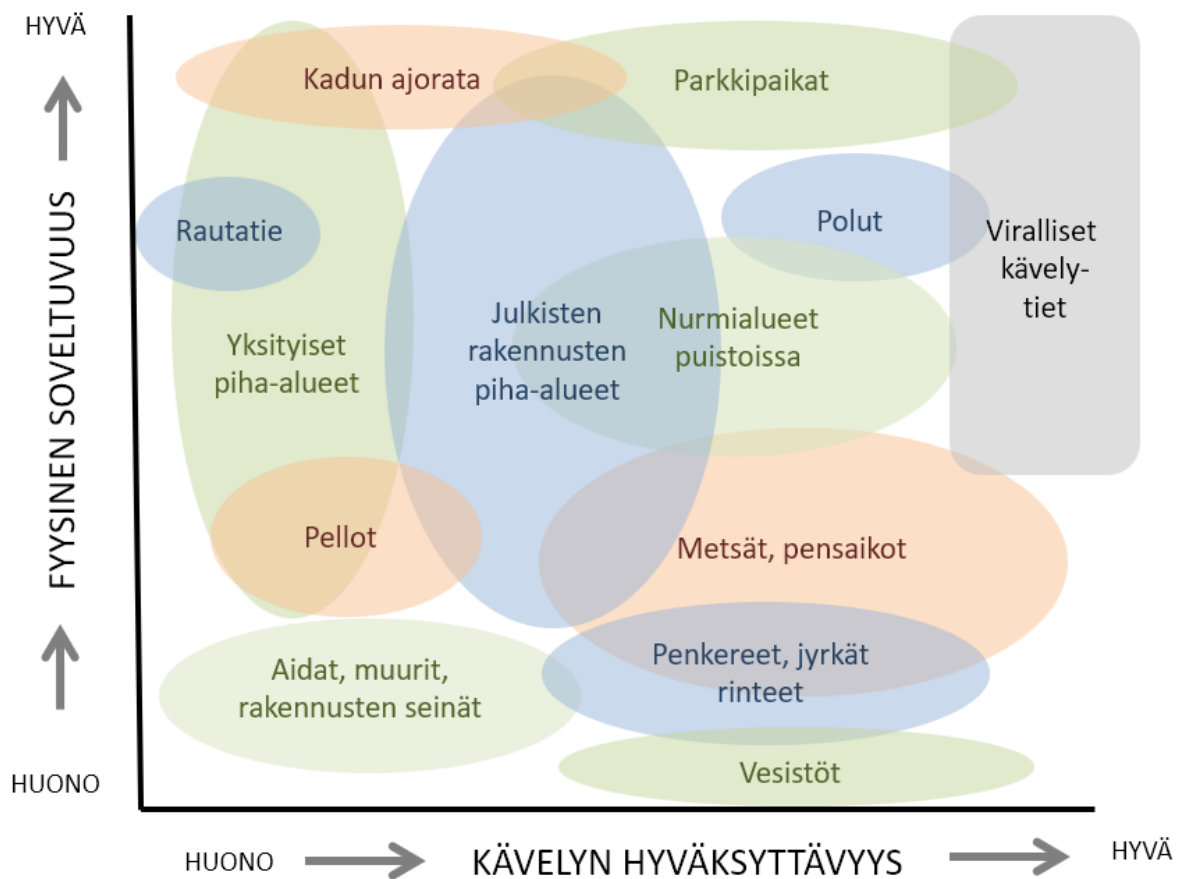 HYVÄ
Kadun ajorata
Parkkipaikat
FYYSINEN SOVELTUVUUS
Rautatie
Polut
Viralliset
kävely-
tiet
Yksityiset
piha-alueet
Julkisten
rakennusten
piha-alueet
Nurmialueet
puistoissa
Pellot
Metsät, pensaikot
Aidat, muurit,
rakennusten seinät
Penkereet, jyrkät
rinteet
Vesistöt
HUONO
HUONO
KÄVELYN HYVÄKSYTTÄVYYS
HYVÄ